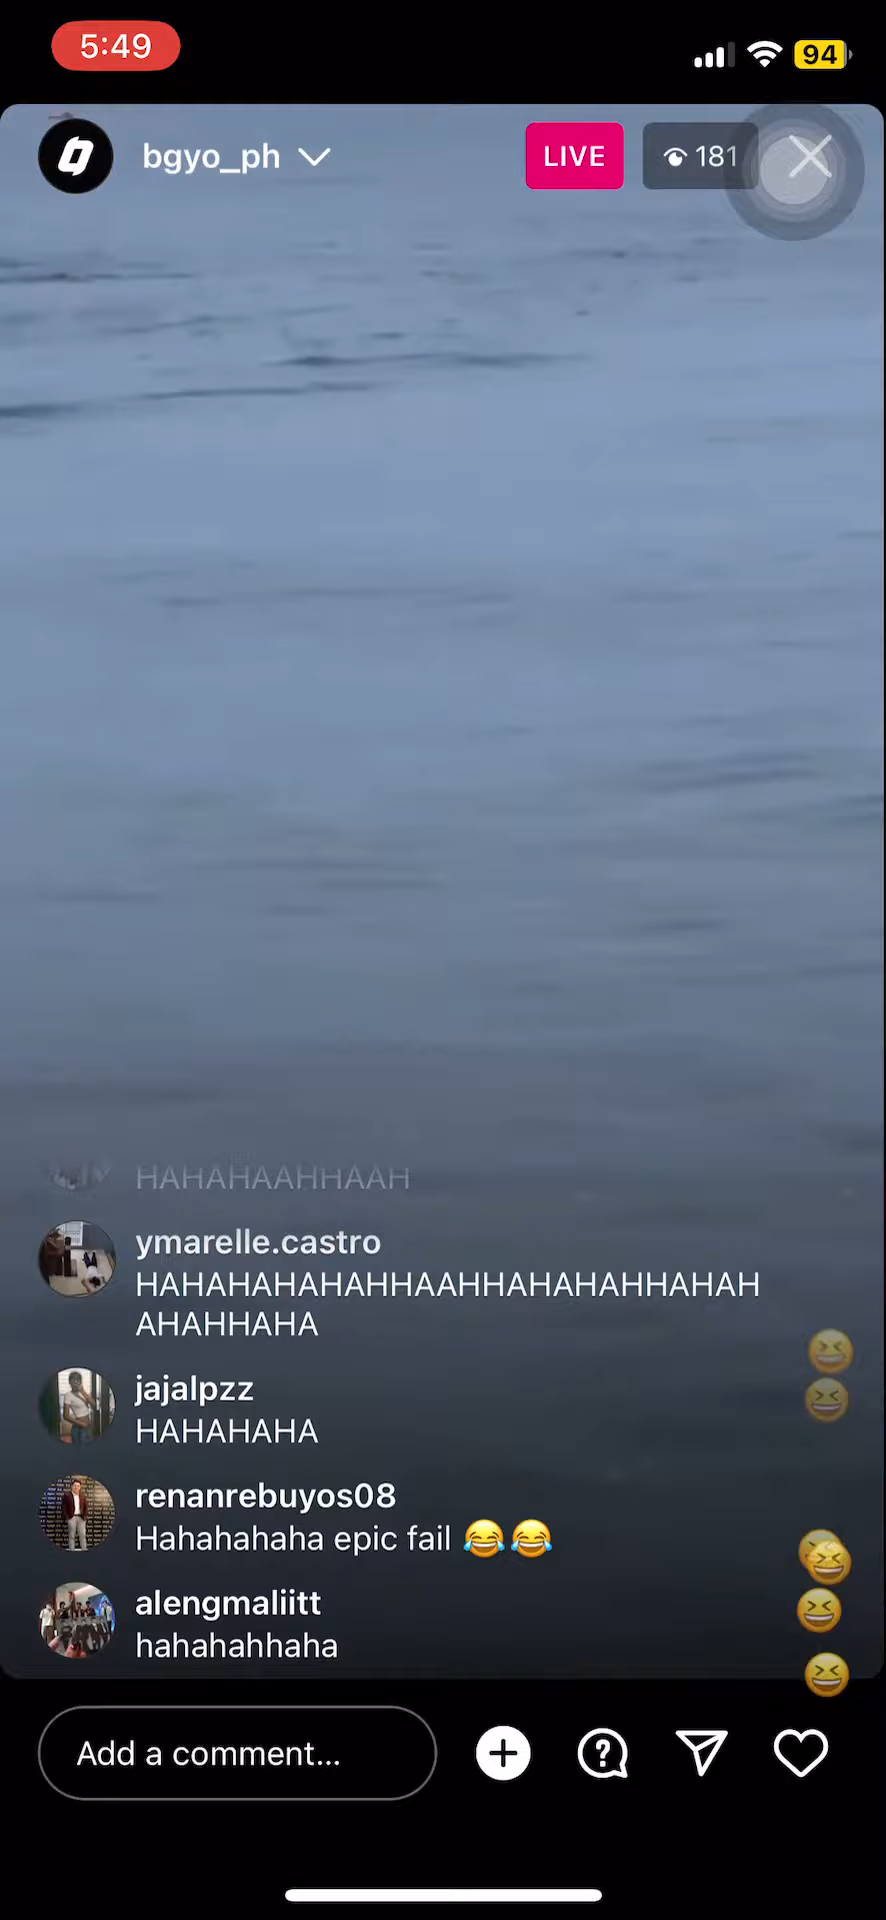 5:49
94
bgyo_ph
LIVE
181
HAHAHAAHHAAH
ymarelle.castro
HAHAHAHAHAHHAAHHAHAHAHHAHAH
AHAHHAHA
jajalpzz
HAHAHAHA
renanrebuyos08
Hahahahaha epic fail 😂😂
alengmaliitt
hahahahhaha
Add a comment...